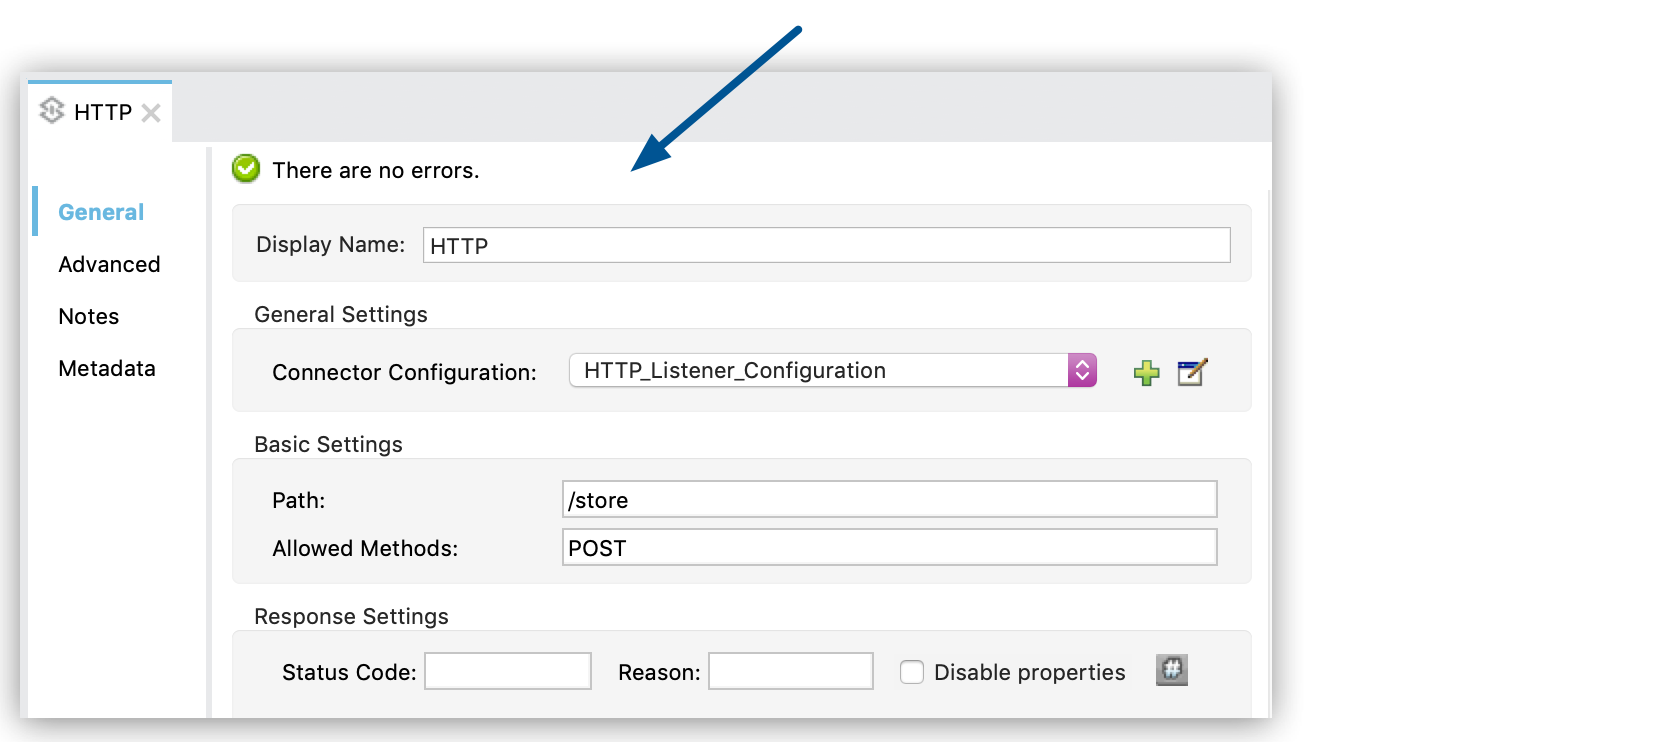 HTTP
There are no errors.
General
Advanced
Notes
Metadata
Display Name: HTTP
General Settings
Connector Configuration: HTTP_Listener_Configuration
Basic Settings
Path: /store
Allowed Methods: POST
Response Settings
Status Code: Reason: Disable properties #